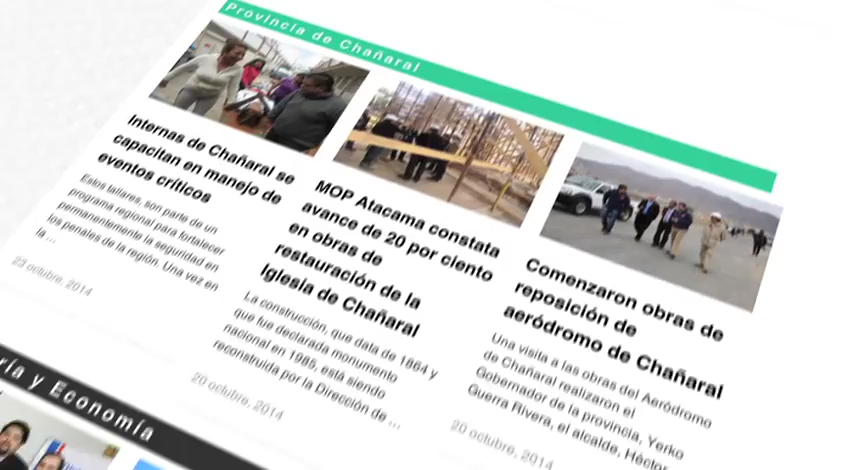 Provincia de Chañaral
Internas de Chañaral se
capacitan en manejo de
eventos críticos
Estos talleres, son parte de un
programa regional para fortalecer
permanentemente la seguridad en
los penales de la región. Una vez en
la ...
23 octubre, 2014
MOP Atacama constata
avance de 20 por ciento
en obras de
restauración de la
Iglesia de Chañaral
La construcción, que data de 1864 y
que fue declarada monumento
nacional en 1985, está siendo
reconstruida por la Dirección de ...
20 octubre, 2014
Comenzaron obras de
reposición de
aeródromo de Chañaral
Una visita a las obras del Aeródromo
de Chañaral realizaron el
Gobernador de la provincia, Yerko
Guerra Rivera, el alcalde, Héctor
20 octubre, 2014
y Economía